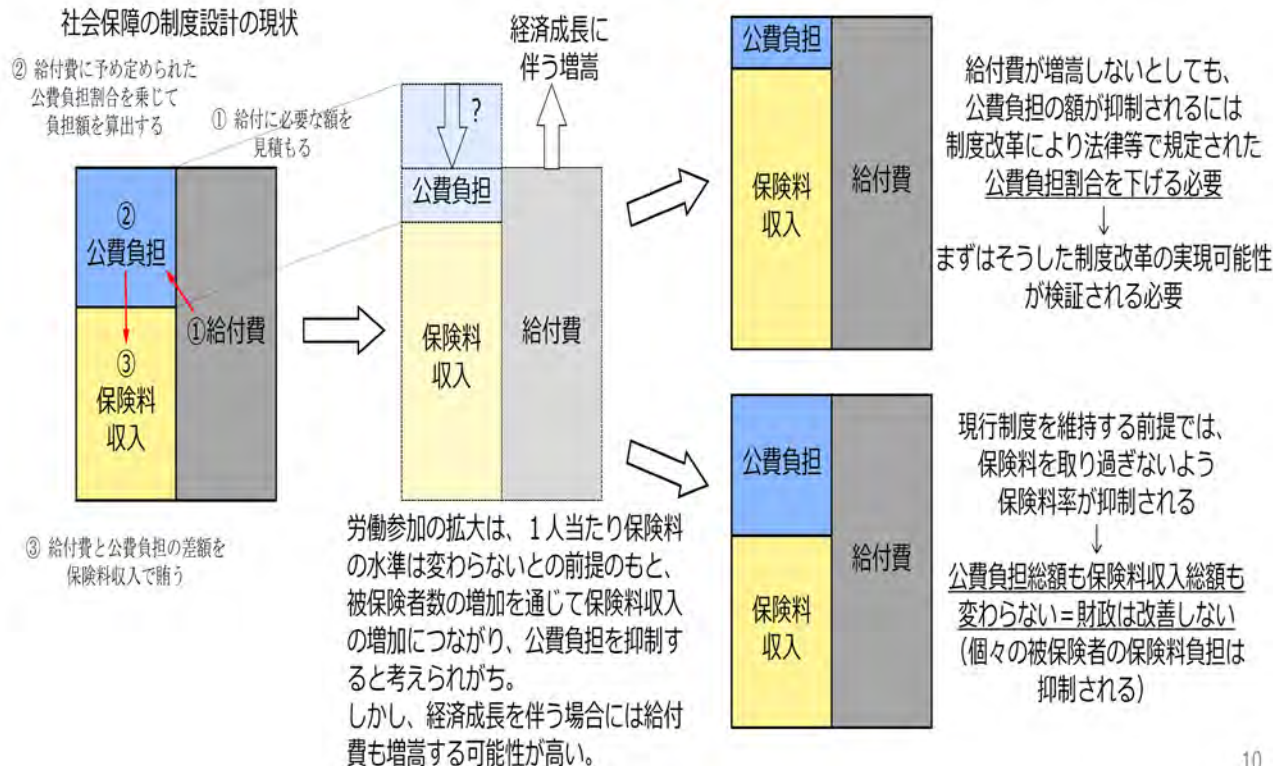 社会保障の制度設計の現状
② 給付費に予め定められた
公費負担割合を乗じて
負担額を算出する
① 給付に必要な額を
見積もる
②
公費負担
①給付費
③
保険料
収入
③ 給付費と公費負担の差額を
保険料収入で賄う
経済成長に
伴う増嵩
?
公費負担
保険料
収入
給付費
労働参加の拡大は、1人当たり保険料
の水準は変わらないとの前提のもと、
被保険者数の増加を通じて保険料収入
の増加につながり、公費負担を抑制す
ると考えられがち。
しかし、経済成長を伴う場合には給付
費も増嵩する可能性が高い。
公費負担
保険料
収入
給付費
給付費が増嵩しないとしても、
公費負担の額が抑制されるには
制度改革により法律等で規定された
公費負担割合を下げる必要
↓
まずはそうした制度改革の実現可能性
が検証される必要
公費負担
保険料
収入
給付費
現行制度を維持する前提では、
保険料を取り過ぎないよう
保険料率が抑制される
↓
公費負担総額も保険料収入総額も
変わらない=財政は改善しない
(個々の被保険者の保険料負担は
抑制される)
10